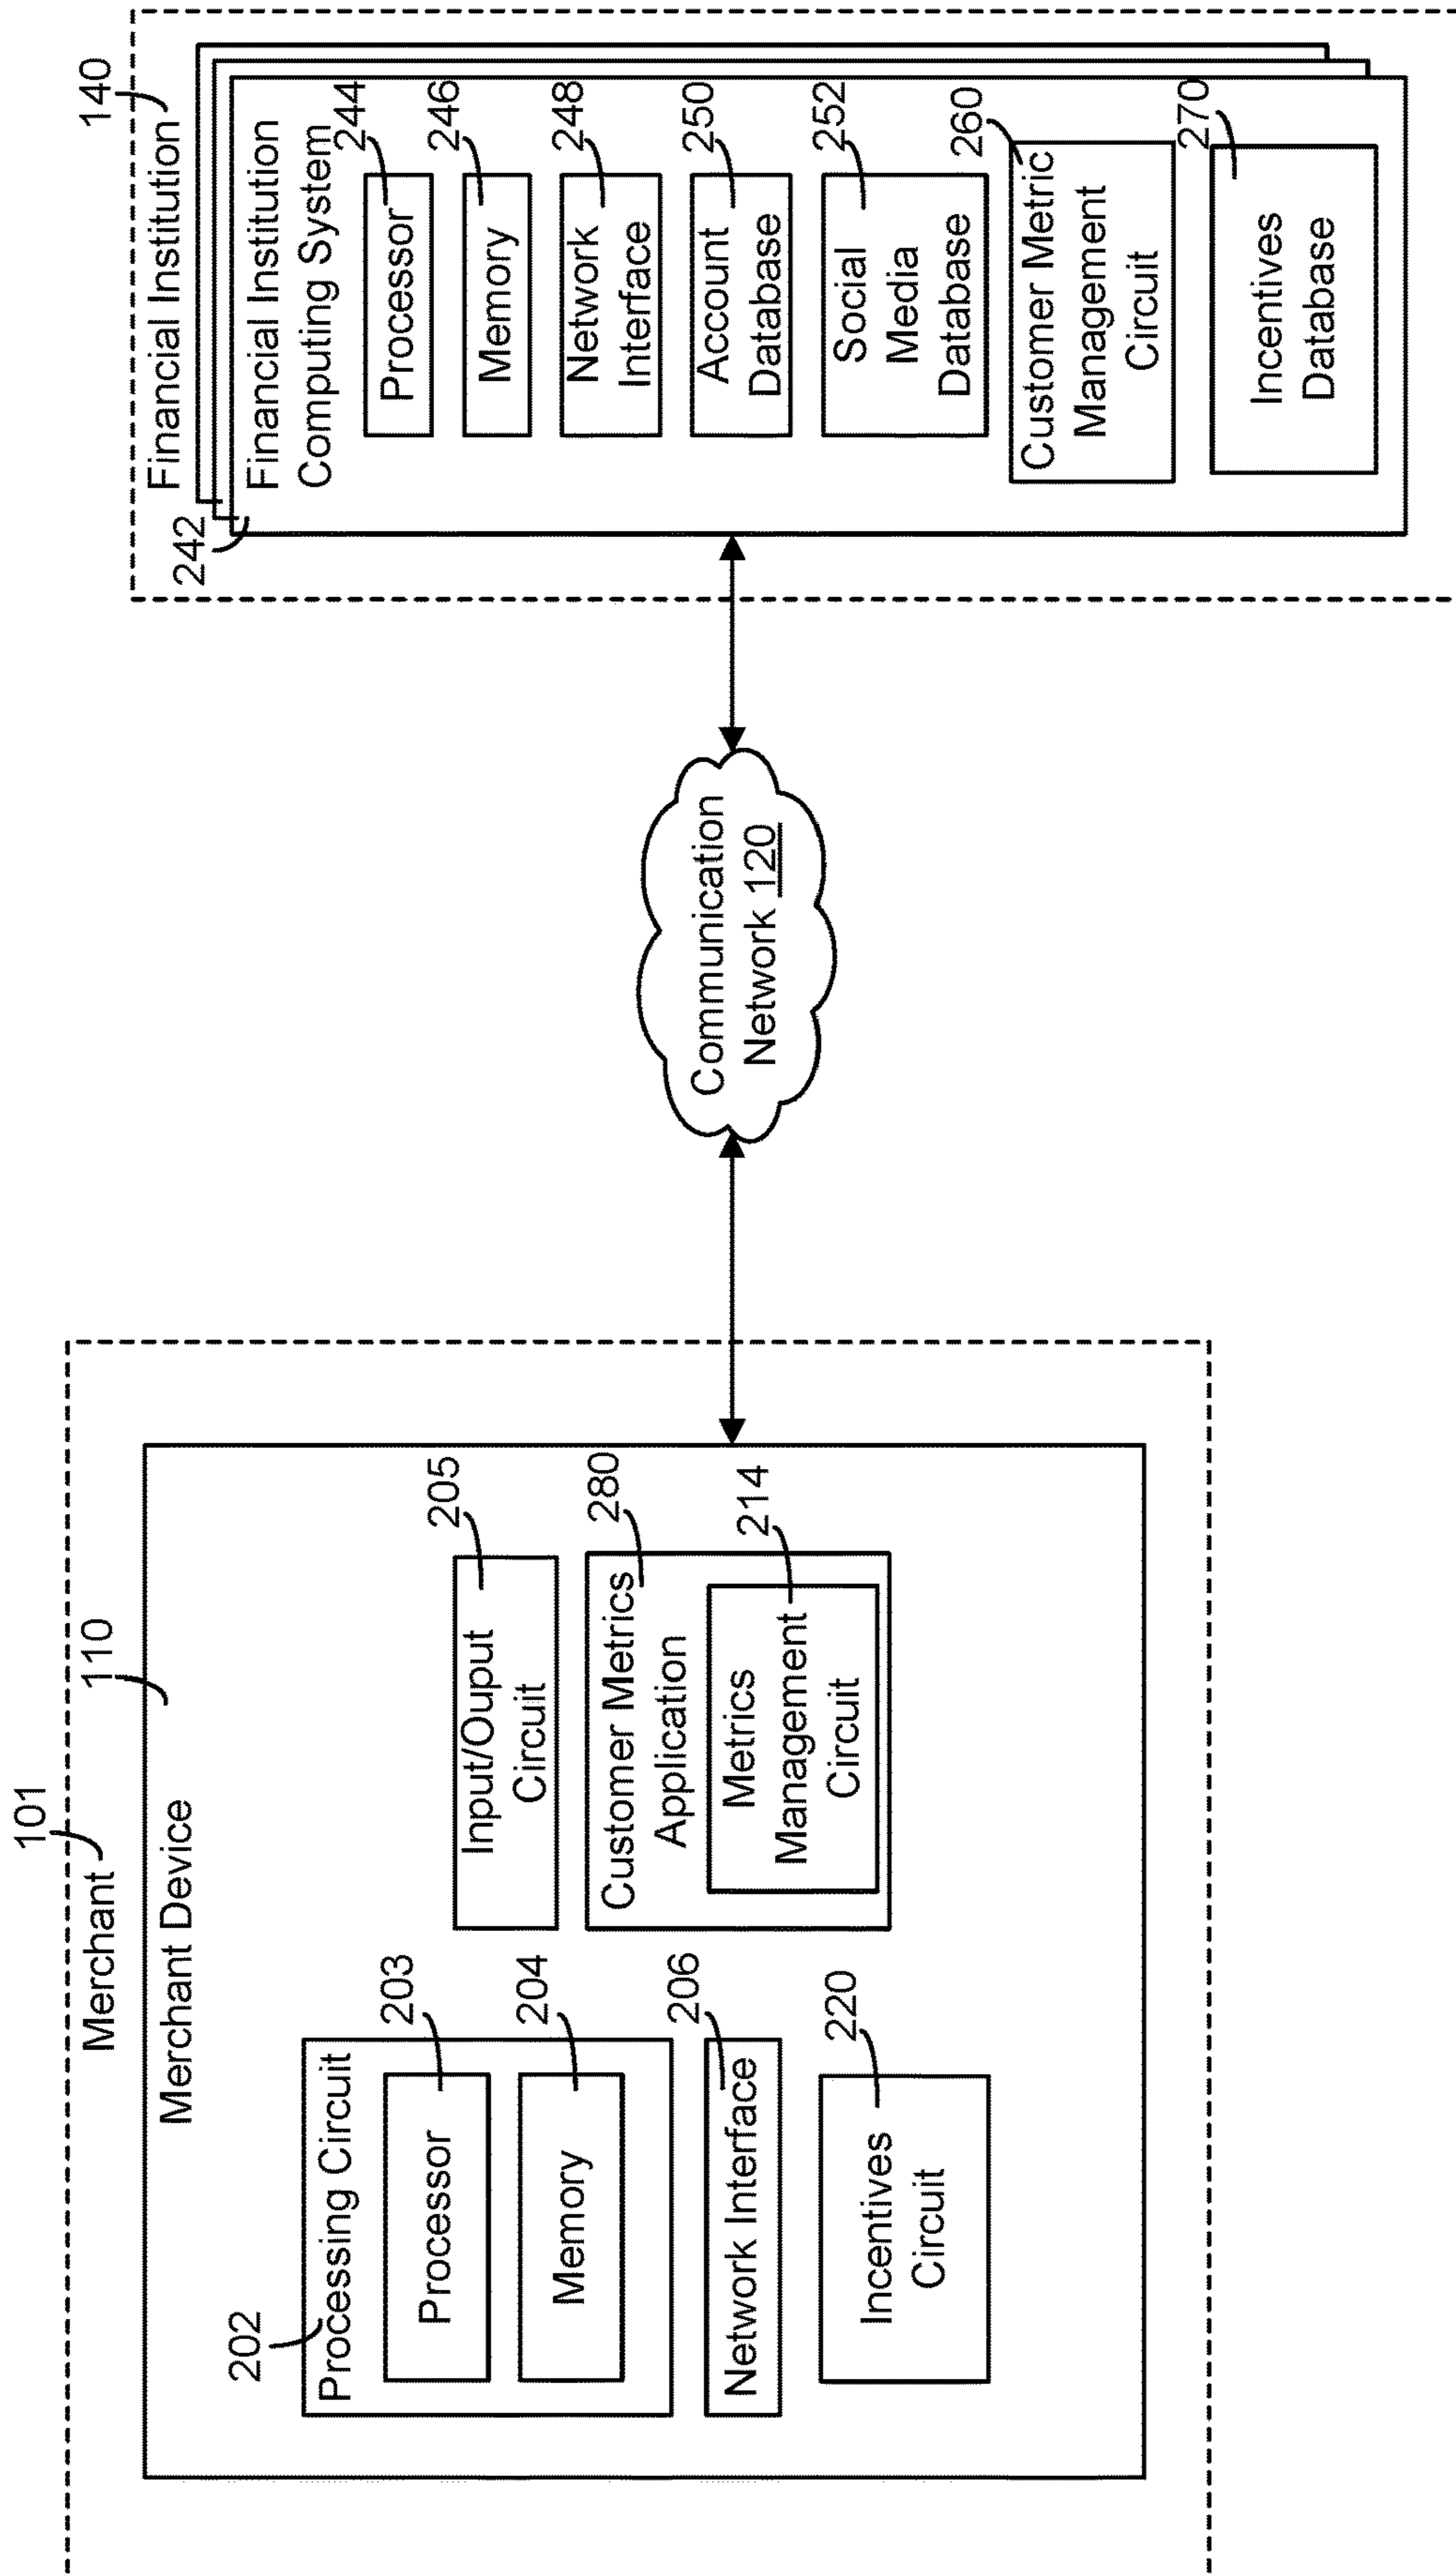 101
Merchant
110
Merchant Device
202
Processing Circuit
203
Processor
204
Memory
206
Network Interface
220
Incentives
Circuit
205
Input/Ouput
Circuit
280
Customer Metrics
Application
214
Metrics
Management
Circuit
Communication
Network 120
140
Financial Institution
242
Financial Institution
Computing System
244
Processor
246
Memory
248
Network
Interface
250
Account
Database
252
Social
Media
Database
260
Customer Metric
Management
Circuit
270
Incentives
Database